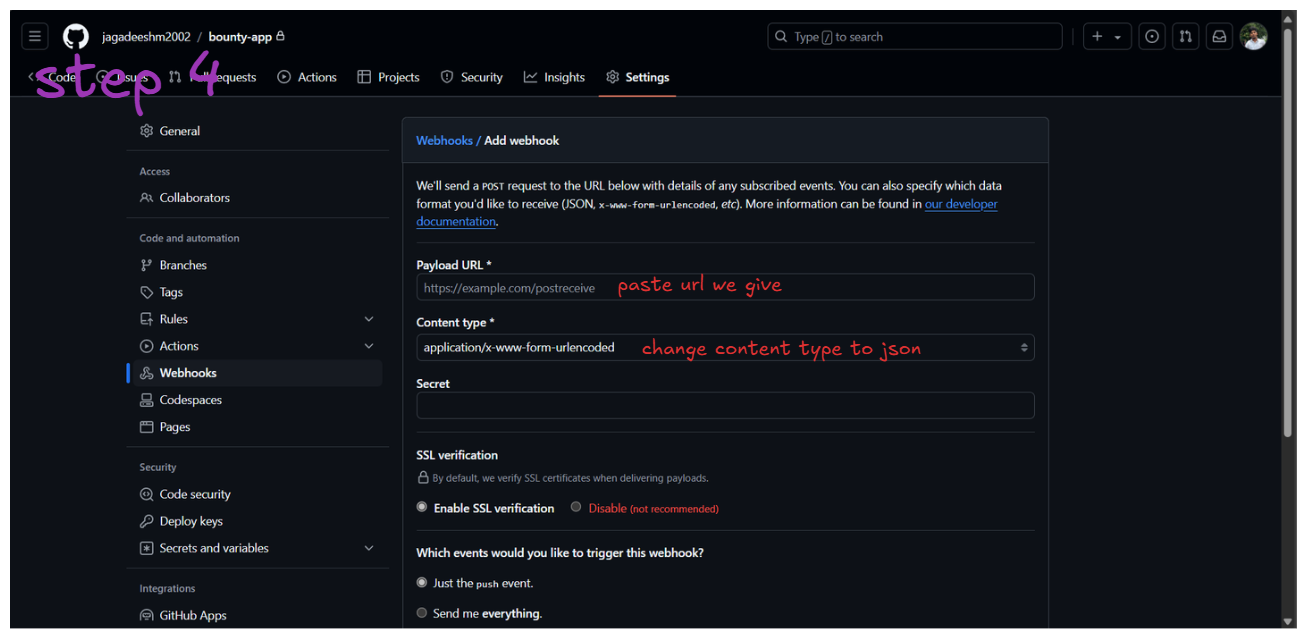 jagadeeshm2002 / bounty-app
Type / to search
step 4
Code Issues Pull requests Actions Projects Security Insights Settings
General
Access
Collaborators
Code and automation
Branches
Tags
Rules
Actions
Webhooks
Codespaces
Pages
Security
Code security
Deploy keys
Secrets and variables
Integrations
GitHub Apps
Webhooks / Add webhook
We'll send a POST request to the URL below with details of any subscribed events. You can also specify which data
format you'd like to receive (JSON, x-www-form-urlencoded, etc). More information can be found in our developer
documentation.
Payload URL *
https://example.com/postreceive paste url we give
Content type *
application/x-www-form-urlencoded change content type to json
Secret
SSL verification
By default, we verify SSL certificates when delivering payloads.
Enable SSL verification Disable (not recommended)
Which events would you like to trigger this webhook?
Just the push event.
Send me everything.